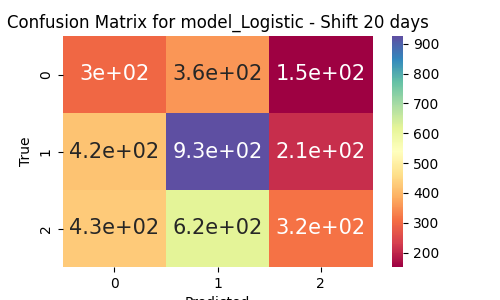 Confusion Matrix for model_Logistic - Shift 20 days
0 3e+02 3.6e+02 1.5e+02
1 4.2e+02 9.3e+02 2.1e+02
2 4.3e+02 6.2e+02 3.2e+02
True
0 1 2
Predicted
900
800
700
600
500
400
300
200